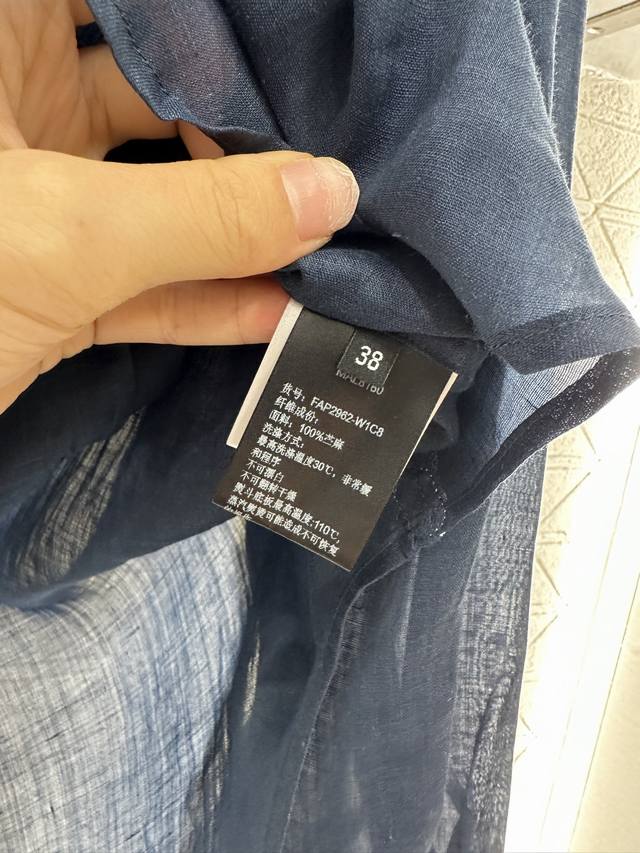 38
货号：FAP2962-W1C8
纤维成份：
面料：100%苎麻
洗涤方式：
最高洗涤温度30℃，非常缓
和程序
不可漂白
不可翻转干燥
熨斗底板最高温度:110℃，
蒸汽熨烫可能造成不可恢复